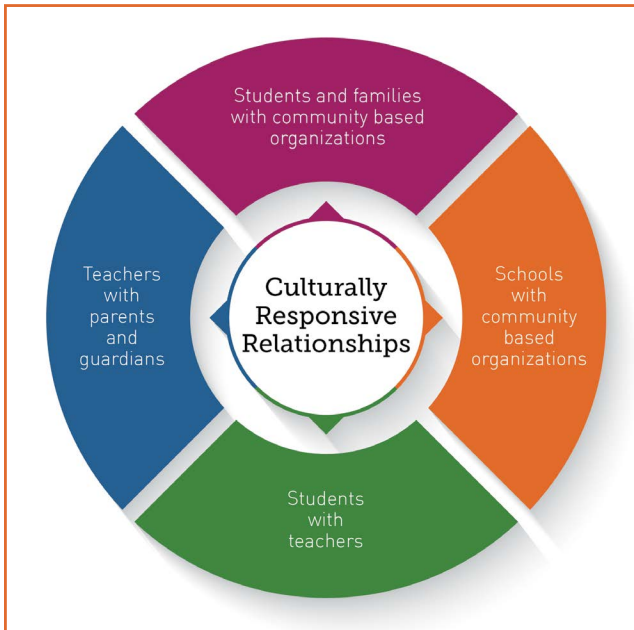 Students and families
with community based
organizations
Teachers
with
parents
and
guardians
Culturally
Responsive
Relationships
Schools
with
community
based
organizations
Students
with
teachers